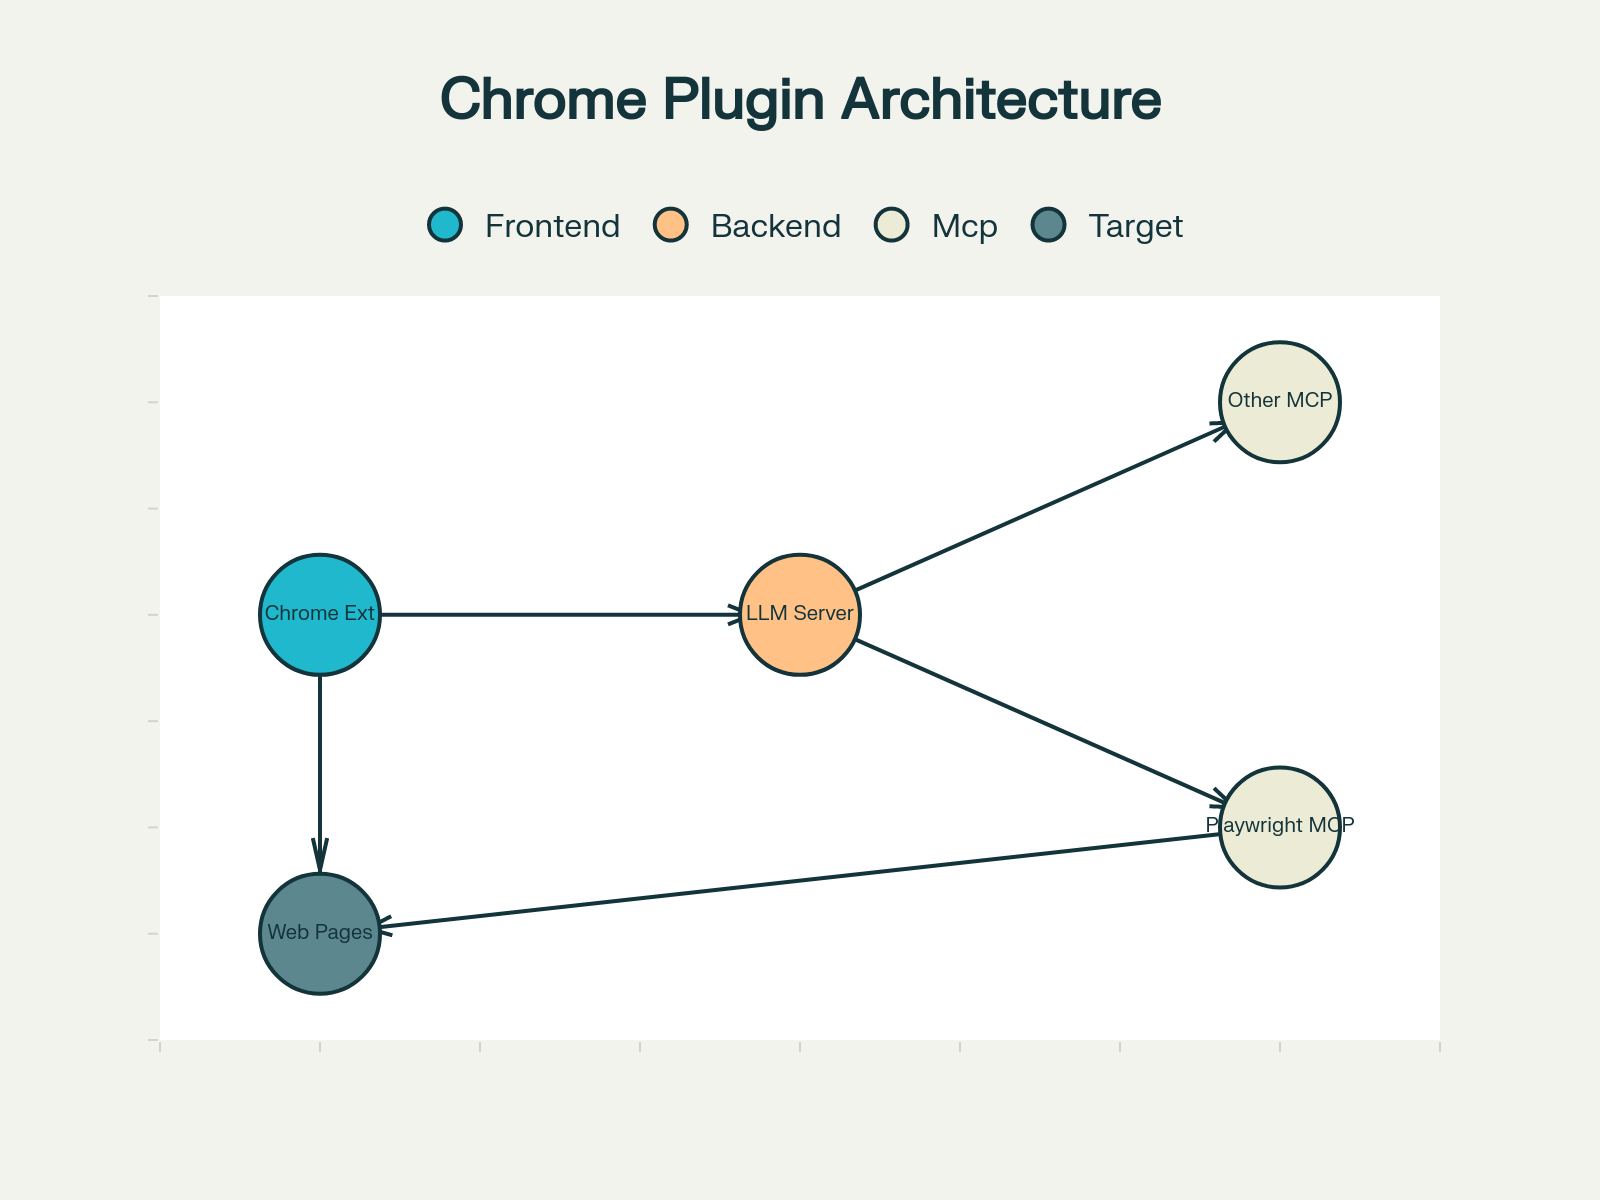 Chrome Plugin Architecture
Frontend Backend Mcp Target
Other MCP
Chrome Ext
LLM Server
Playwright MCP
Web Pages